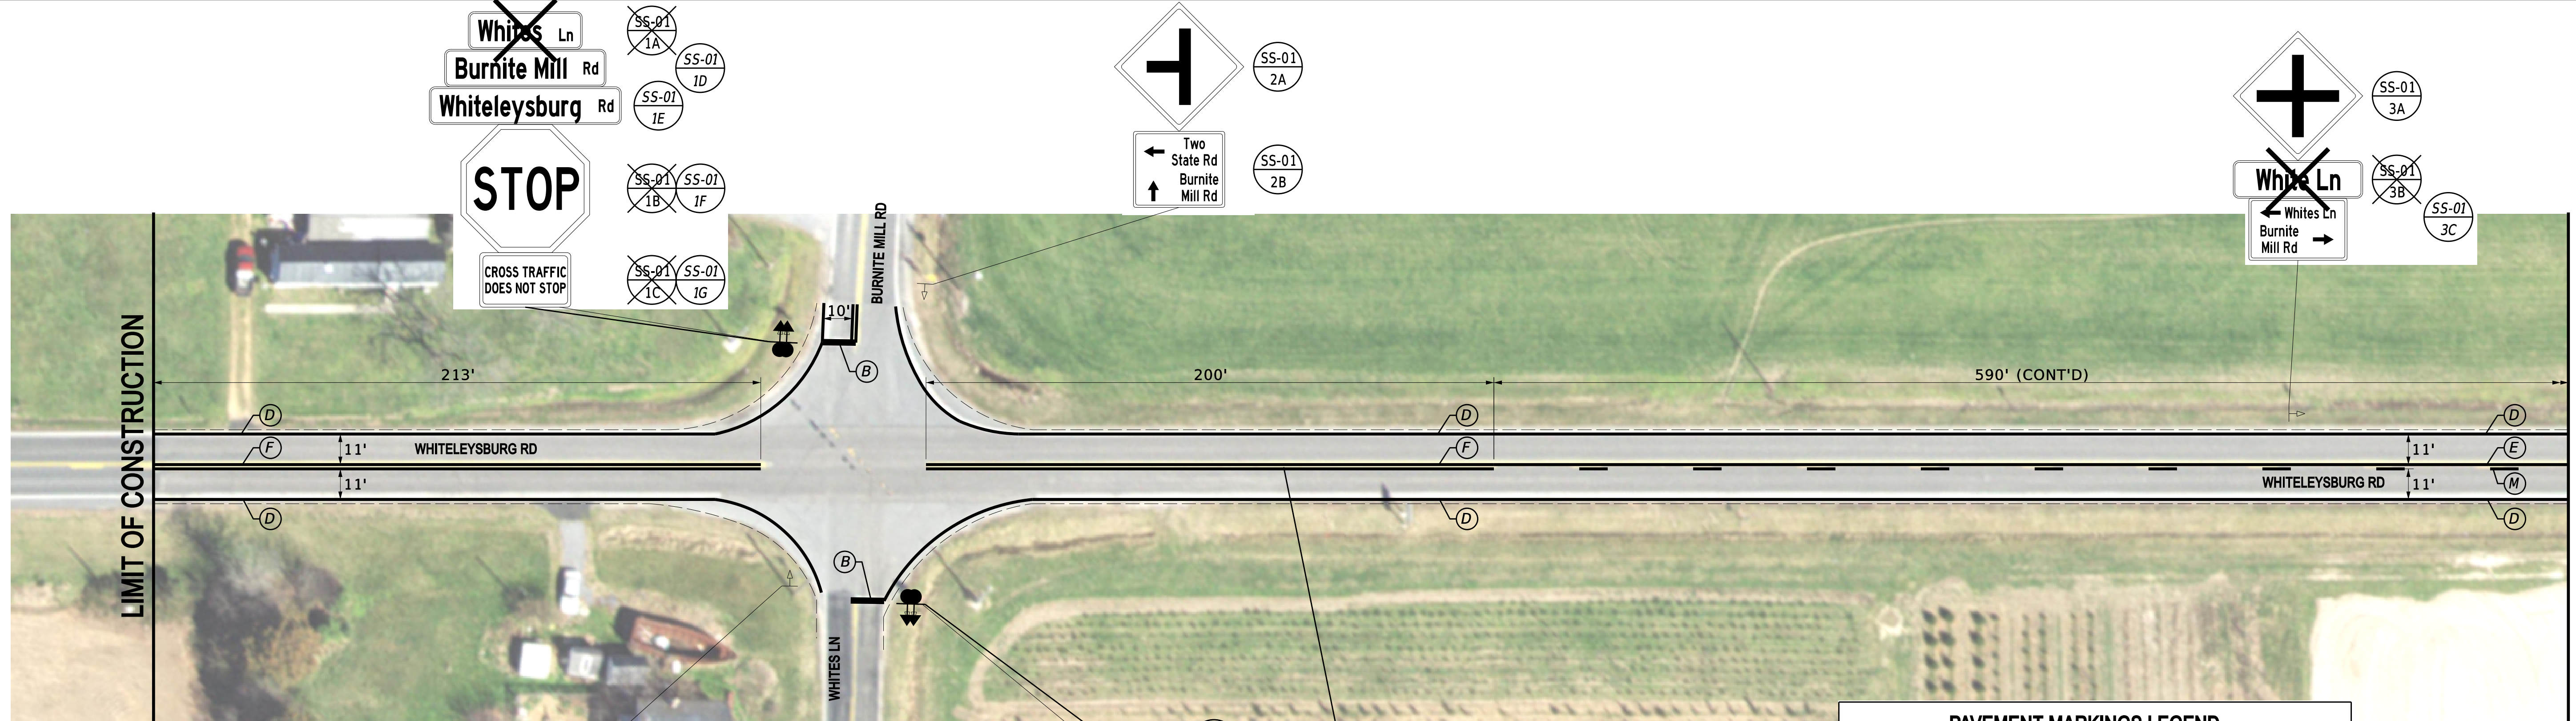 Whites Ln
SS-01
1A
Burnite Mill Rd
SS-01
1D
Whiteleysburg Rd
SS-01
1E
STOP
SS-01
1B
SS-01
1F
CROSS TRAFFIC
DOES NOT STOP
SS-01
1C
SS-01
1G
SS-01
2A
Two
State Rd
Burnite
Mill Rd
SS-01
2B
SS-01
3A
White Ln
SS-01
3B
Whites Ln
Burnite
Mill Rd
SS-01
3C
LIMIT OF CONSTRUCTION
BURNITE MILL RD
10'
B
213'
200'
590' (CONT'D)
D
D
D
F
11'
WHITELEYSBURG RD
F
11'
E
11'
WHITELEYSBURG RD
11'
M
D
D
D
B
WHITES LN
PAVEMENT MARKINGS LEGEND